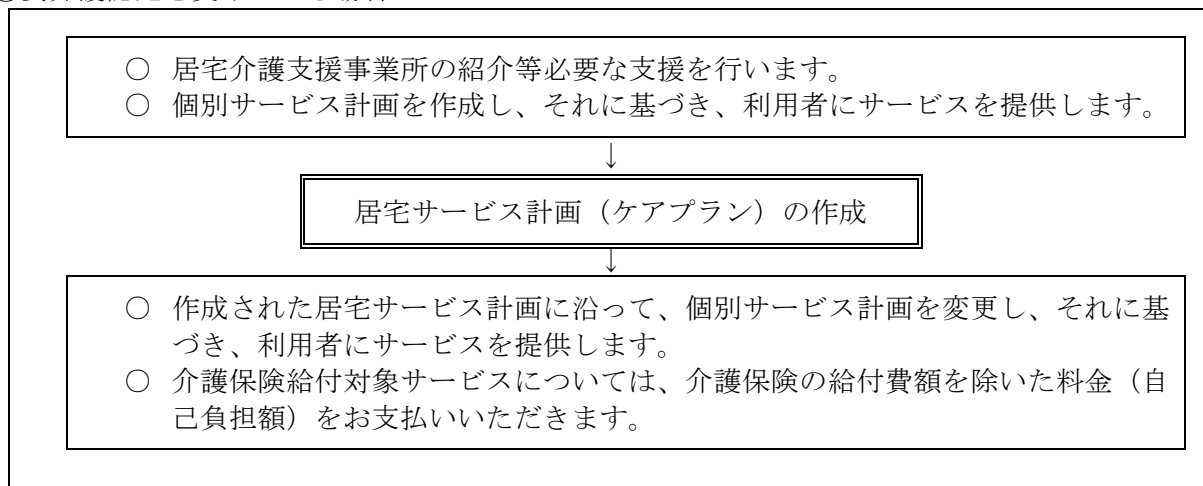 ○ 居宅介護支援事業所の紹介等必要な支援を行います。
○ 個別サービス計画を作成し、それに基づき、利用者にサービスを提供します。
↓
居宅サービス計画（ケアプラン）の作成
↓
○ 作成された居宅サービス計画に沿って、個別サービス計画を変更し、それに基
づき、利用者にサービスを提供します。
○ 介護保険給付対象サービスについては、介護保険の給付費額を除いた料金（自
己負担額）をお支払いいただきます。